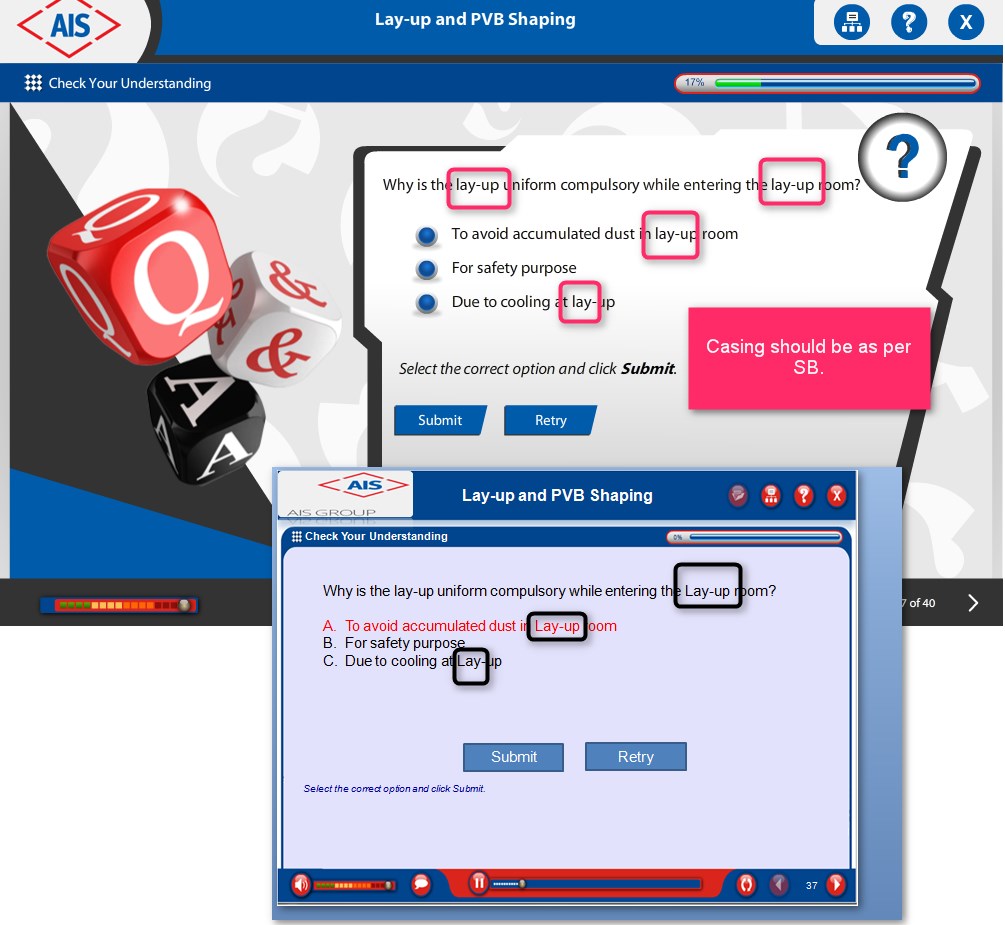 AIS
Lay-up and PVB Shaping
?
X
Check Your Understanding
17%
?
Why is the lay-up uniform compulsory while entering the lay-up room?
To avoid accumulated dust in lay-up room
For safety purpose
Due to cooling at lay-up
Casing should be as per
SB.
Select the correct option and click Submit.
Submit
Retry
Q
Q
Q
&
&
&
A
A
7 of 40
AIS
AIS GROUP
Lay-up and PVB Shaping
?
X
Check Your Understanding
0%
Why is the lay-up uniform compulsory while entering the Lay-up room?
A. To avoid accumulated dust in Lay-up room
B. For safety purpose
C. Due to cooling at Lay-up
Submit
Retry
Select the correct option and click Submit.
37